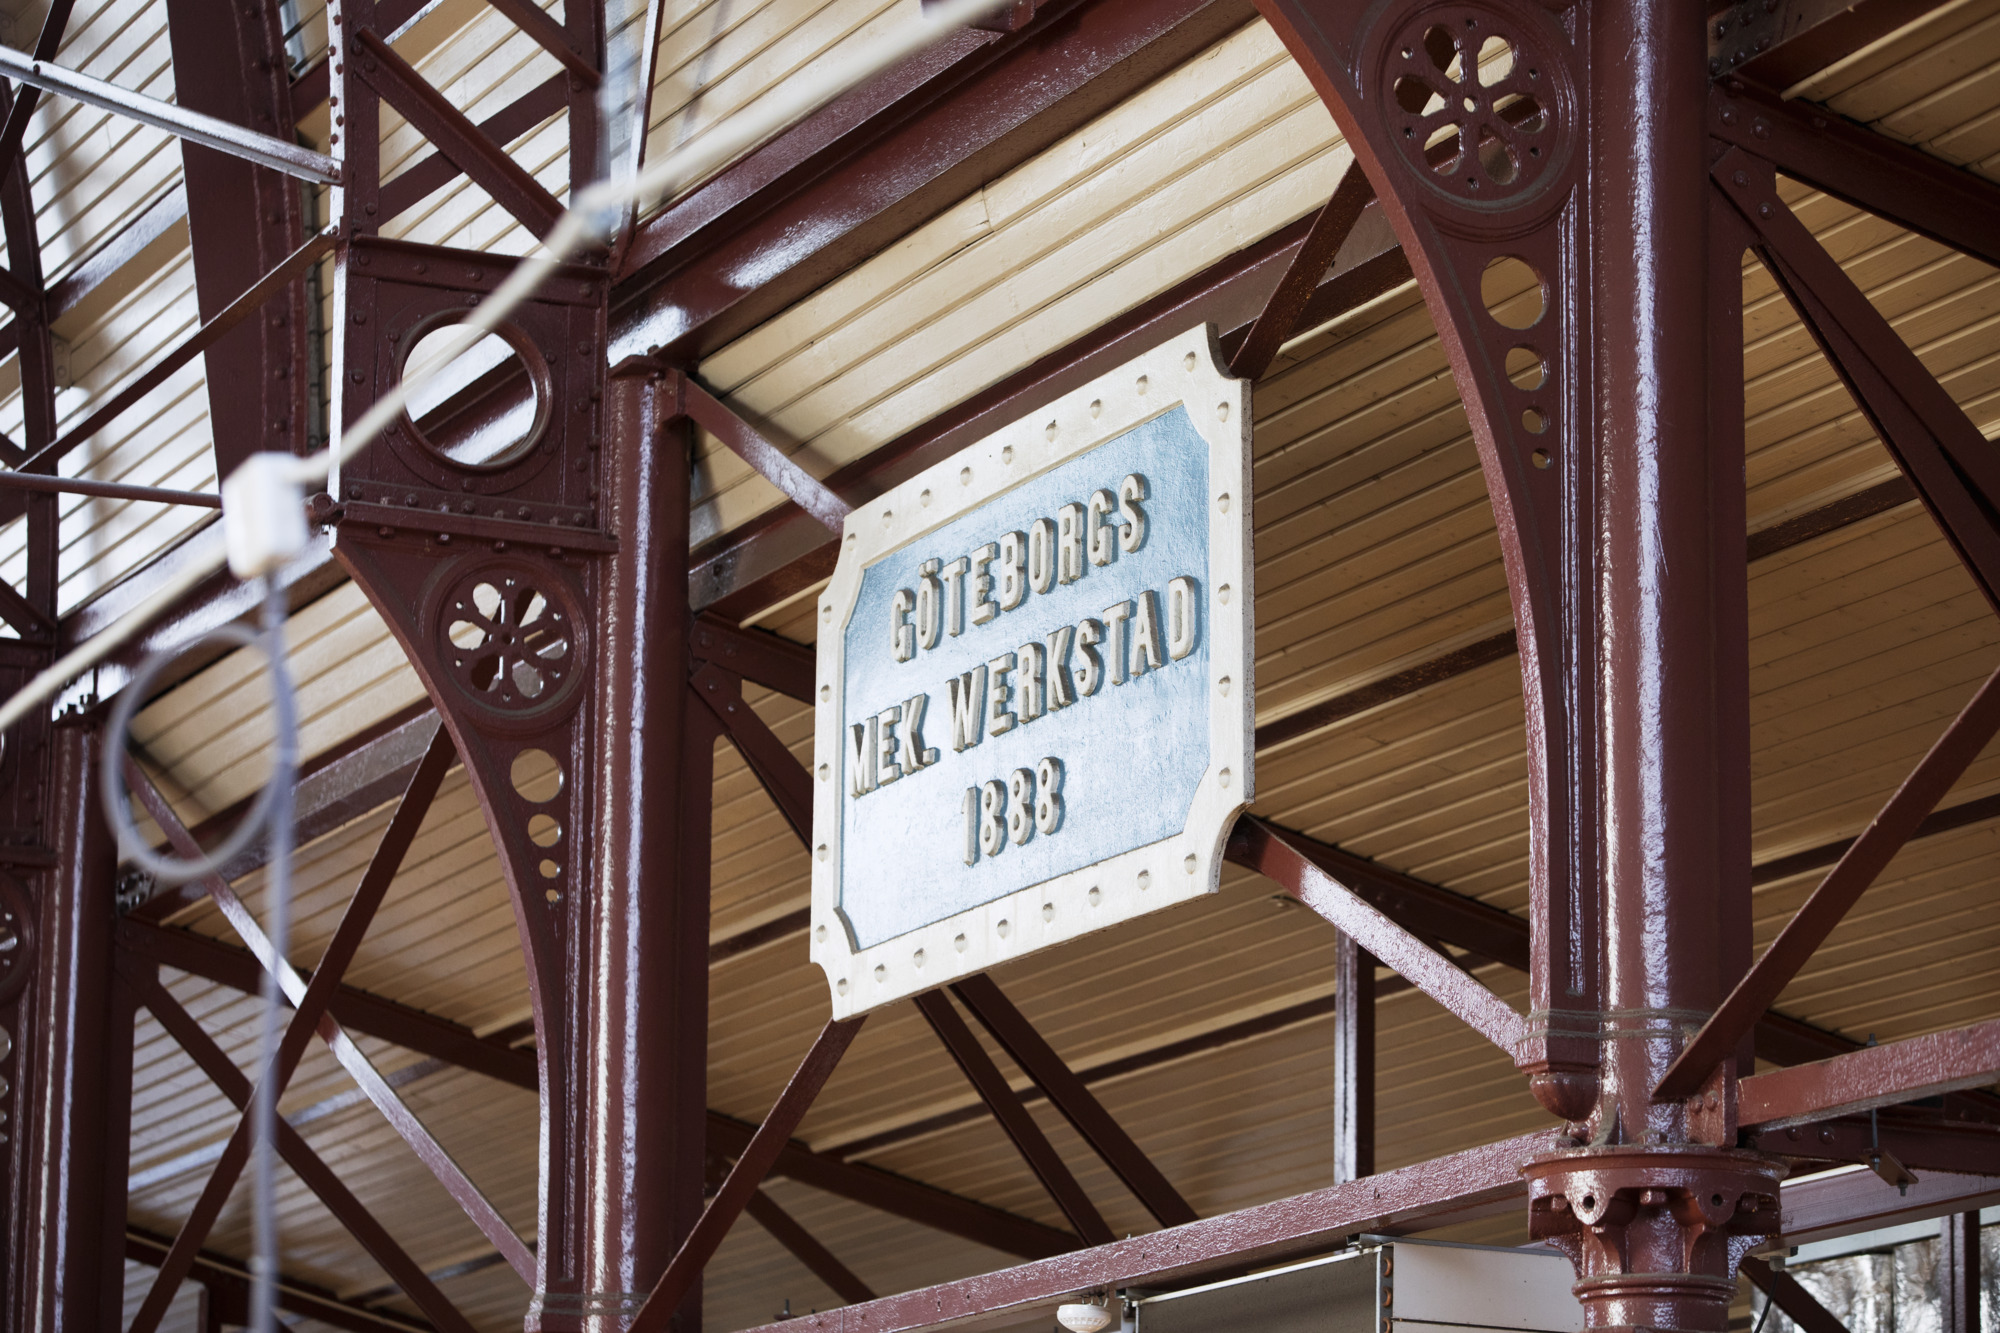 GÖTEBORGS
MEK. WERKSTAD
1888